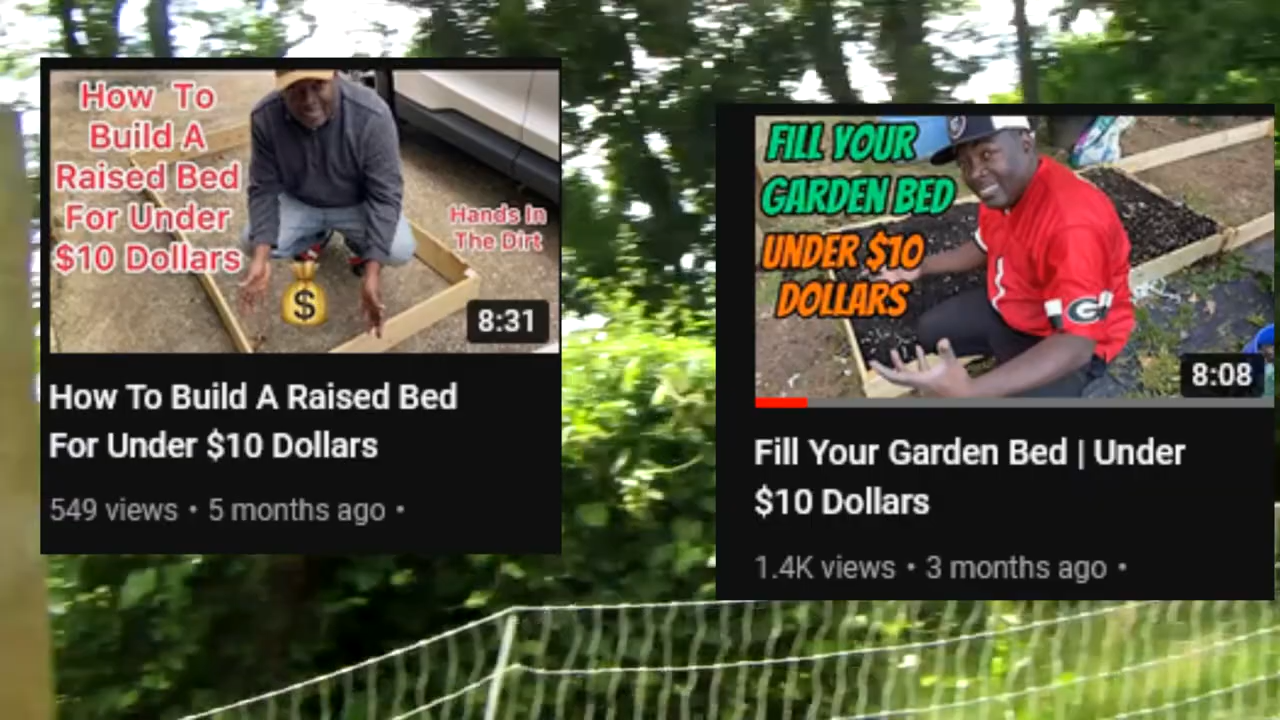 How To
Build A
Raised Bed
For Under
$10 Dollars
Hands In
The Dirt
$
8:31
How To Build A Raised Bed
For Under $10 Dollars
549 views • 5 months ago •
FILL YOUR
GARDEN BED
UNDER $10
DOLLARS
G
8:08
Fill Your Garden Bed | Under
$10 Dollars
1.4K views • 3 months ago •